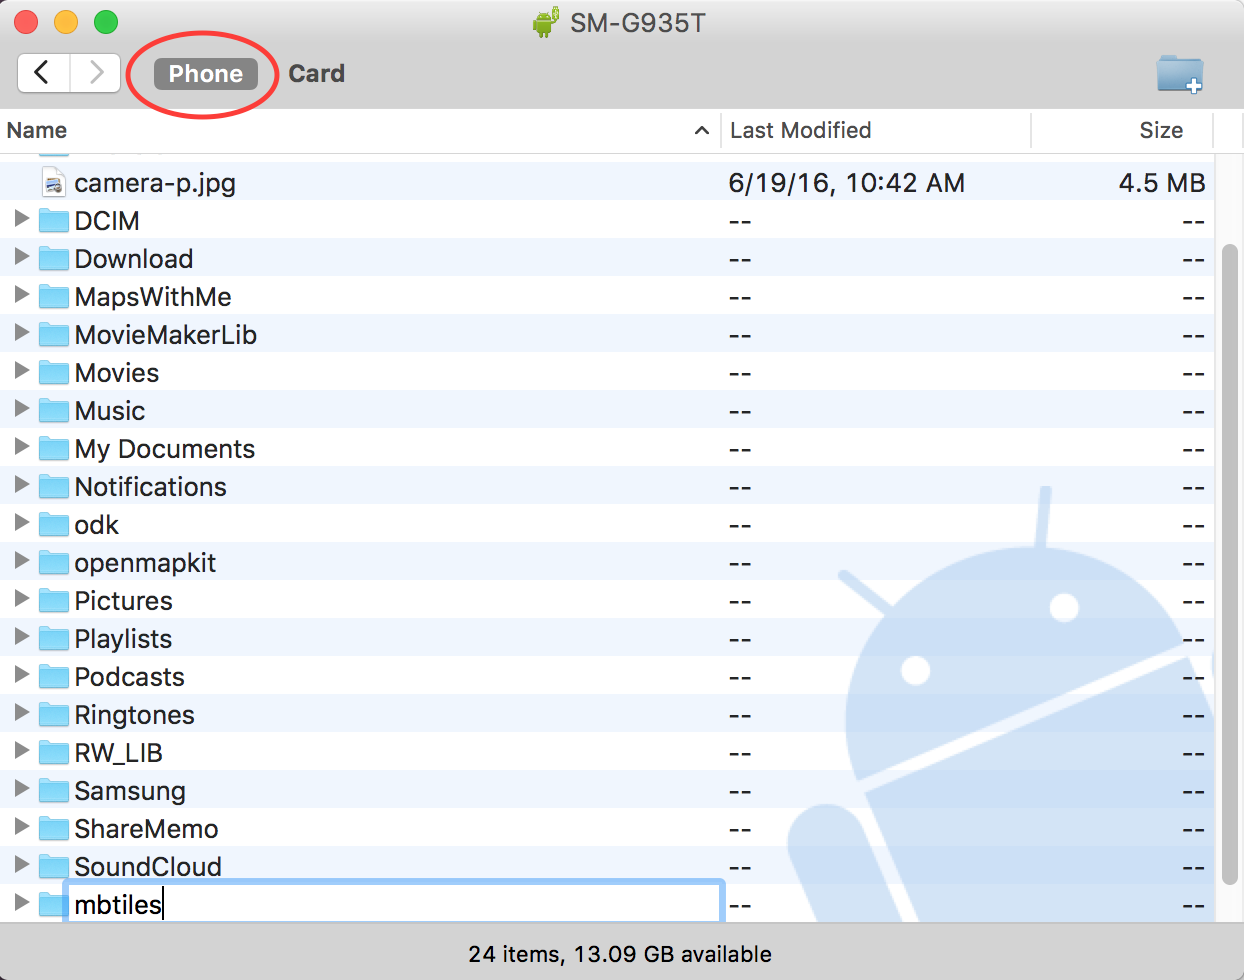 SM-G935T
Phone Card
Name Last Modified Size
camera-p.jpg 6/19/16, 10:42 AM 4.5 MB
DCIM -- --
Download -- --
MapsWithMe -- --
MovieMakerLib -- --
Movies -- --
Music -- --
My Documents -- --
Notifications -- --
odk -- --
openmapkit -- --
Pictures -- --
Playlists -- --
Podcasts -- --
Ringtones -- --
RW_LIB -- --
Samsung -- --
ShareMemo -- --
SoundCloud -- --
mbtiles -- --
24 items, 13.09 GB available